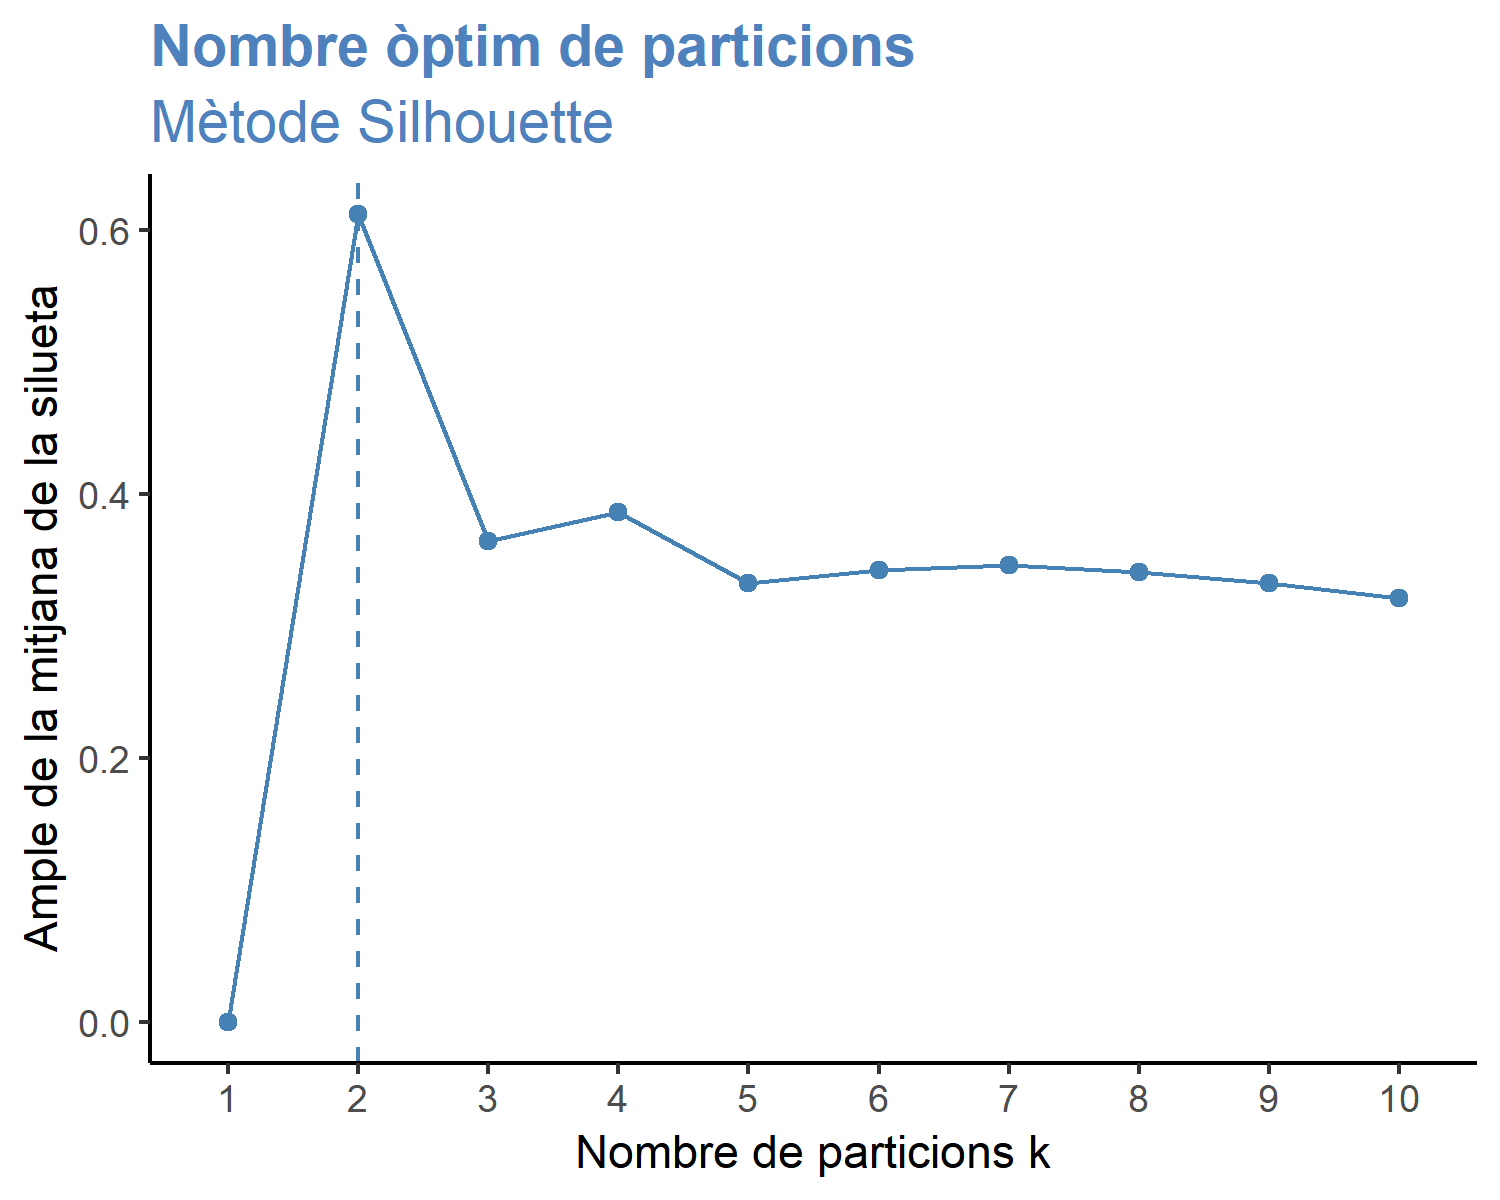 Nombre òptim de particions
Mètode Silhouette
Ample de la mitjana de la silueta
0.6
0.4
0.2
0.0
1 2 3 4 5 6 7 8 9 10
Nombre de particions k